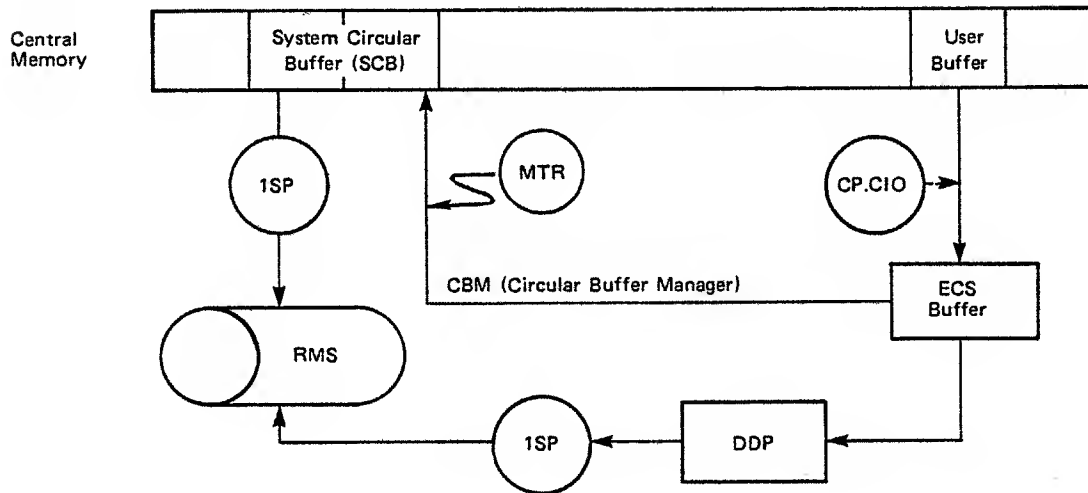 Central
Memory
System Circular
Buffer (SCB)
User
Buffer
1SP
MTR
CP.CIO
CBM (Circular Buffer Manager)
ECS
Buffer
RMS
1SP
DDP